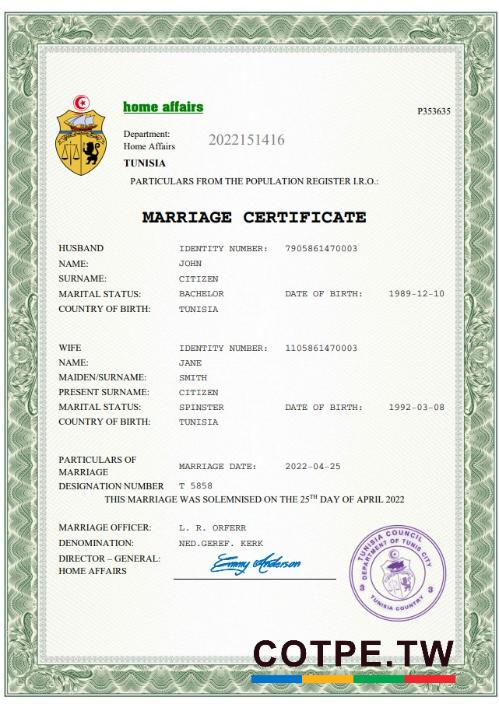 home affairs
P353635
Department:
Home Affairs
2022151416
TUNISIA
PARTICULARS FROM THE POPULATION REGISTER I.R.O.:
MARRIAGE CERTIFICATE
HUSBAND IDENTITY NUMBER: 7905861470003
NAME: JOHN
SURNAME: CITIZEN
MARITAL STATUS: BACHELOR DATE OF BIRTH: 1989-12-10
COUNTRY OF BIRTH: TUNISIA
WIFE IDENTITY NUMBER: 1105861470003
NAME: JANE
MAIDEN/SURNAME: SMITH
PRESENT SURNAME: CITIZEN
MARITAL STATUS: SPINSTER DATE OF BIRTH: 1992-03-08
COUNTRY OF BIRTH: TUNISIA
PARTICULARS OF
MARRIAGE MARRIAGE DATE: 2022-04-25
DESIGNATION NUMBER T 5858
THIS MARRIAGE WAS SOLEMNISED ON THE 25TH DAY OF APRIL 2022
MARRIAGE OFFICER: L. R. ORFERR
DENOMINATION: NED.GEREF. KERK
DIRECTOR – GENERAL:
HOME AFFAIRS
Emmy Anderson
TUNISIA COUNCIL
DEPARTMENT OF TUNIS CITY
3 3
TUNISIA COUNTRY
COTPE.TW